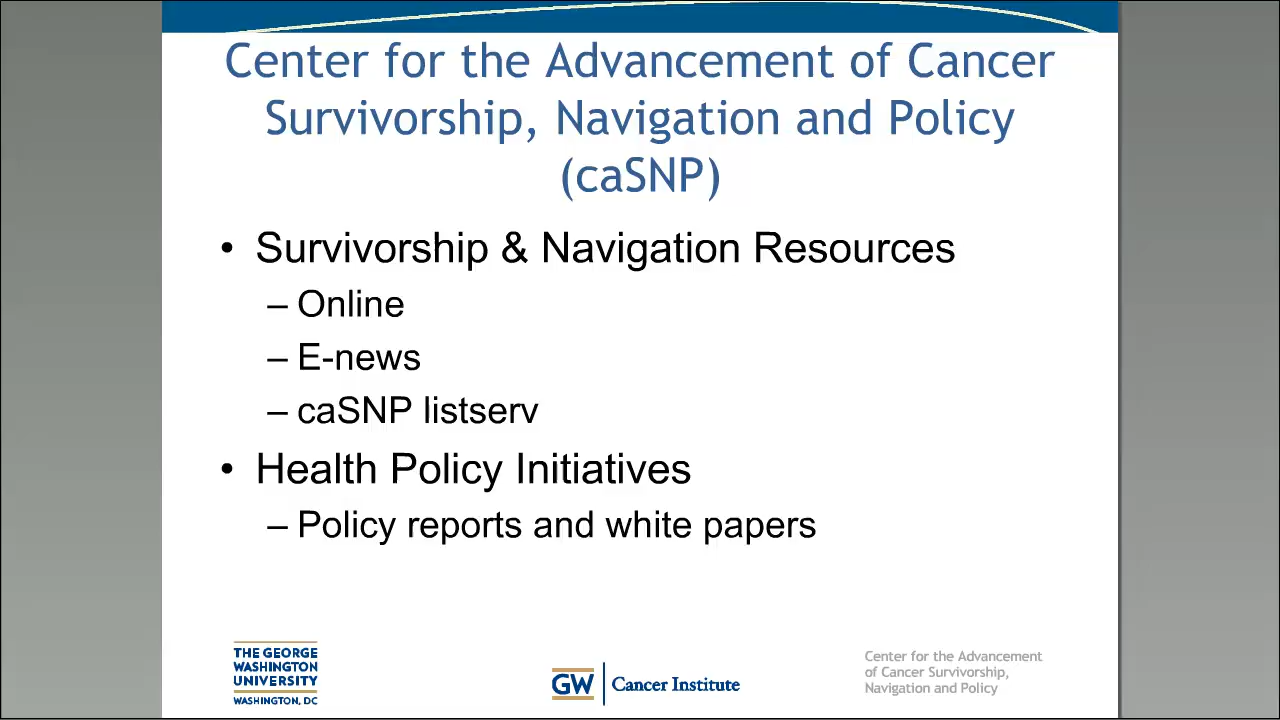 Center for the Advancement of Cancer
Survivorship, Navigation and Policy
(caSNP)
• Survivorship & Navigation Resources
– Online
– E-news
– caSNP listserv
• Health Policy Initiatives
– Policy reports and white papers
THE GEORGE
WASHINGTON
UNIVERSITY
WASHINGTON, DC
GW Cancer Institute
Center for the Advancement
of Cancer Survivorship,
Navigation and Policy